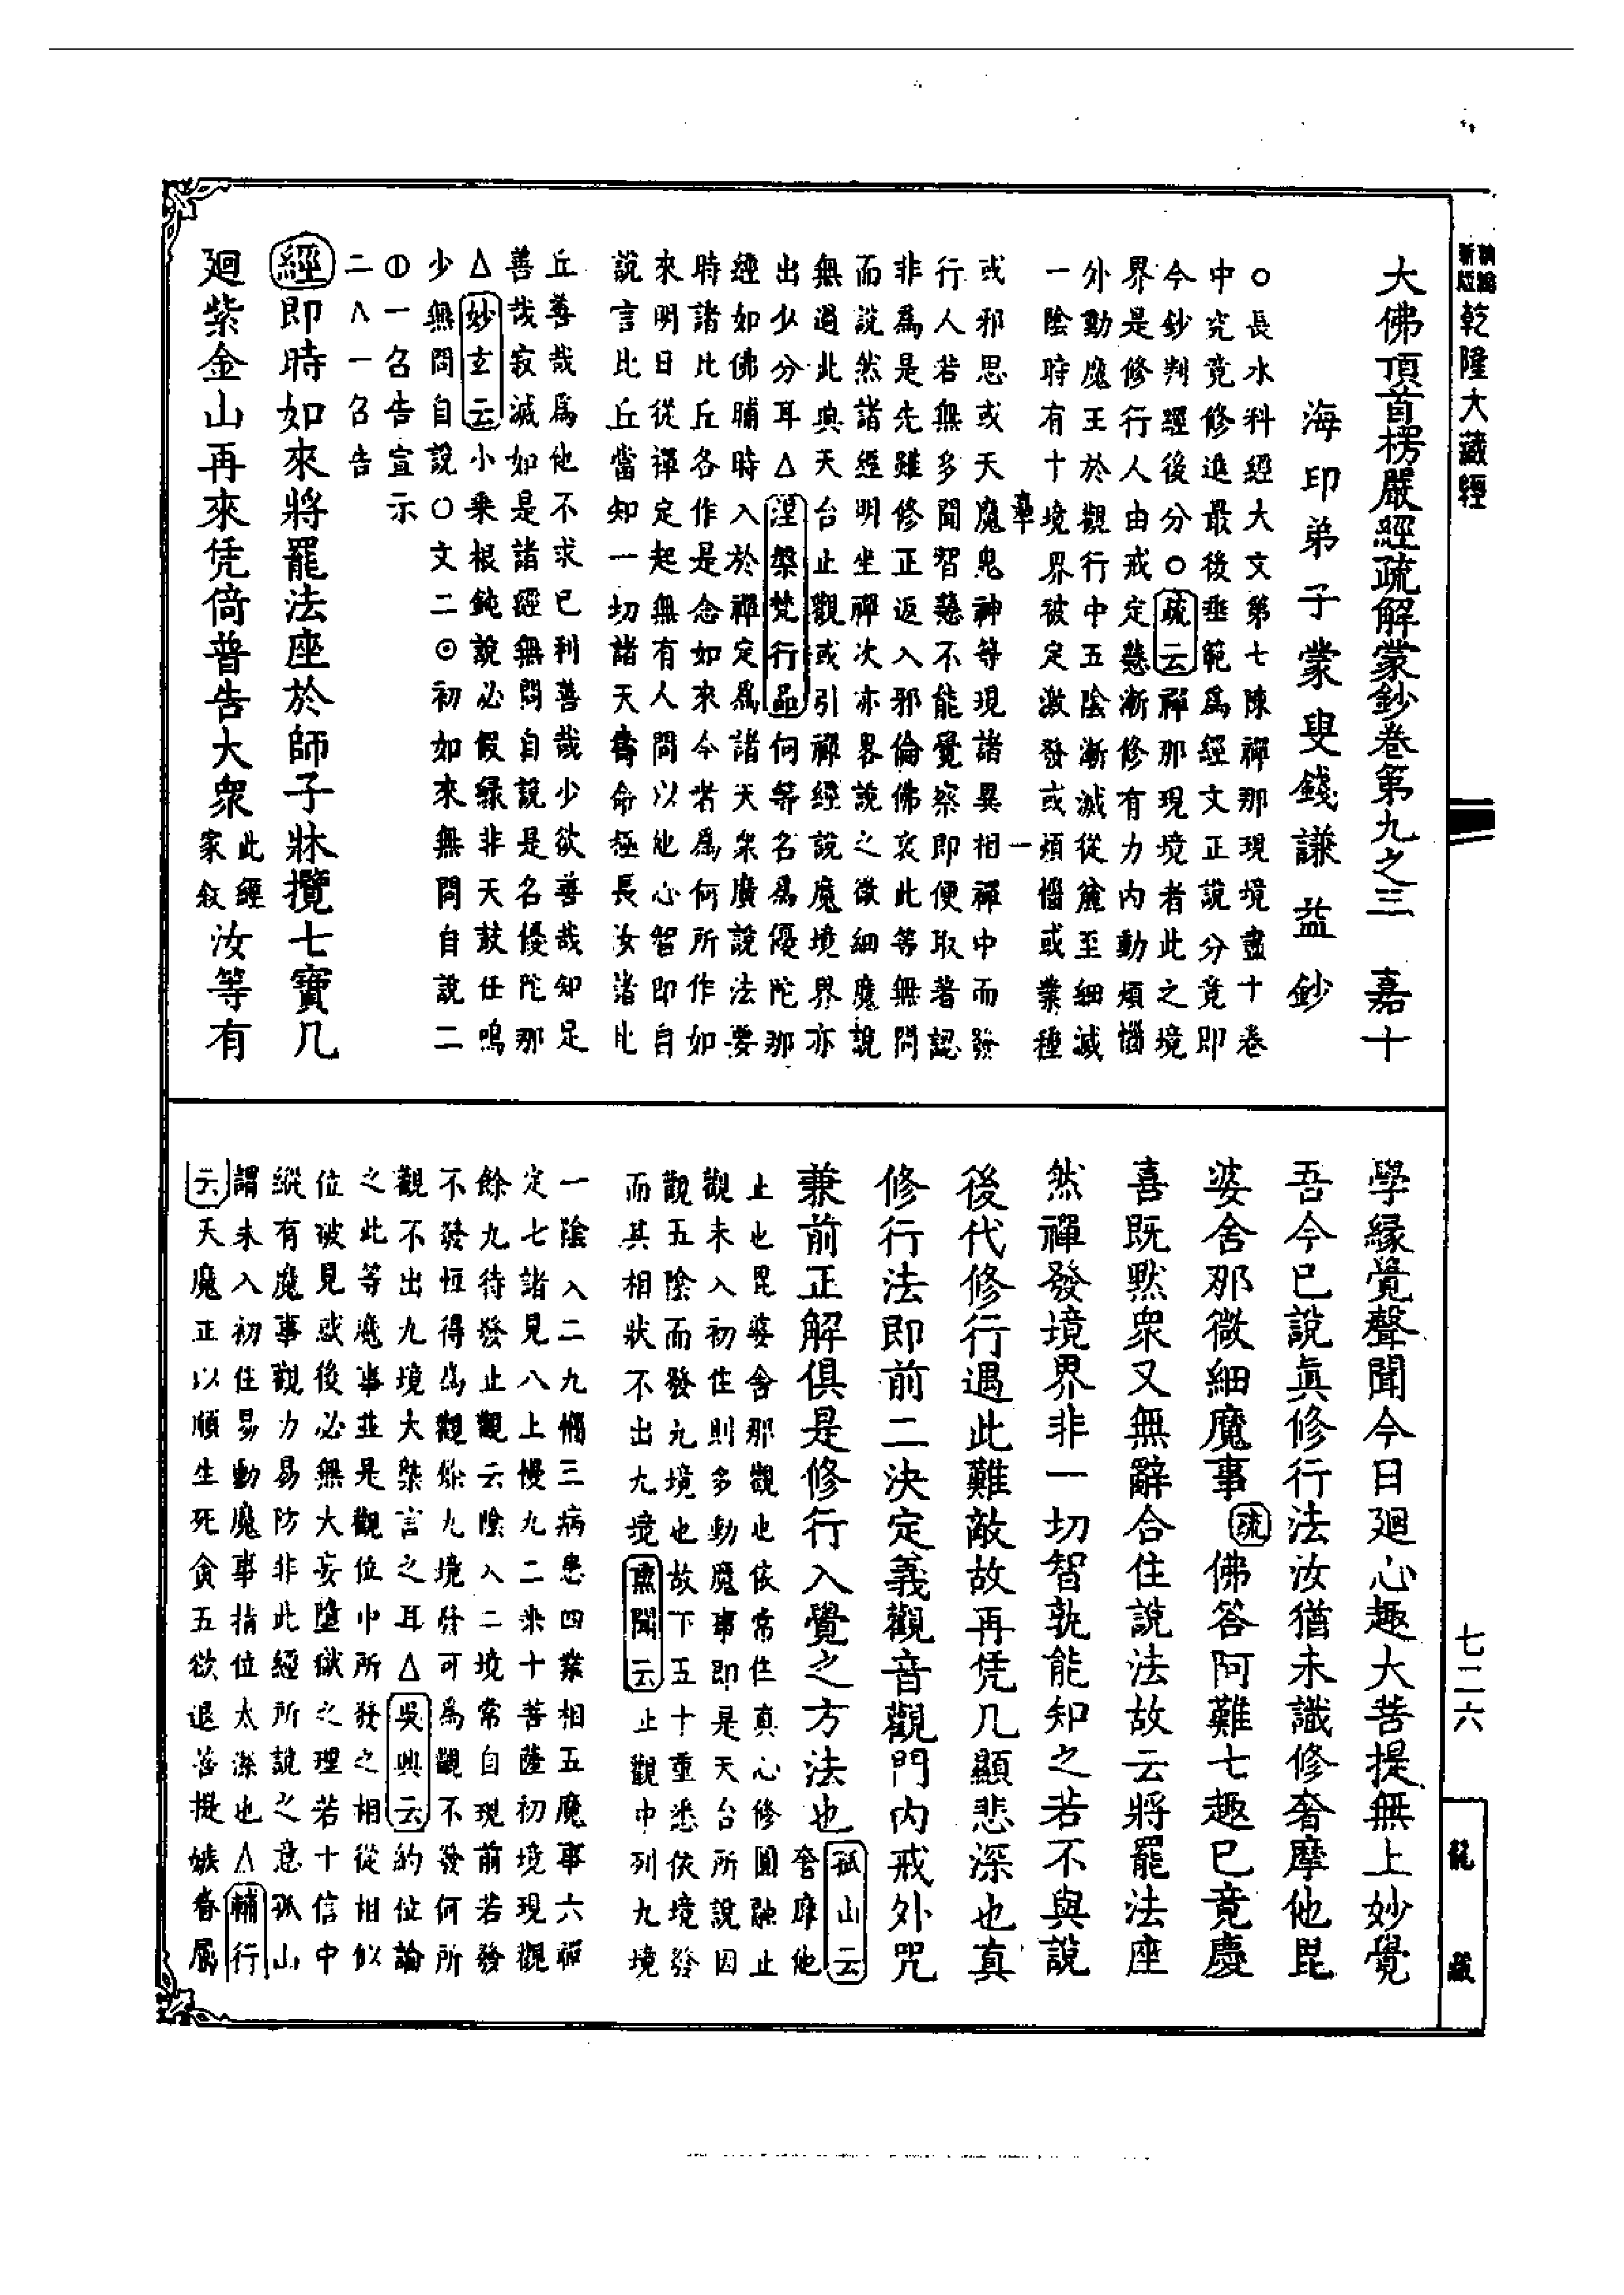 新編縮版 乾隆大藏經
大佛頂首楞嚴經疏解蒙鈔卷第九之三 嘉十
海印弟子蒙叟錢謙益鈔
○長水科經大文第七陳禪那現境盡十卷
中究竟修進最後垂範爲經文正說分竟即
今鈔判經後分○疏云禪那現境者此之境
界是修行人由戒定慧漸修有力內動煩惱
外動魔王於觀行中五陰漸滅從麄至細滅
一陰時有十境界被定激發或煩惱或業種
或邪思或天魔鬼神等現諸異相禪中而發
行人若無多聞智慧不能覺察即便取著認
非爲是先雖修正返入邪倫佛哀此等無問
而說然諸經明坐禪次亦畧說之微細魔說
無過此典天台止觀或引禪經說魔境界亦
出少分耳△涅槃梵行品何等名爲優陀那
經如佛晡時入於禪定爲諸天衆廣說法要
時諸比丘各作是念如來今者爲何所作如
來明日從禪定起無有人問以他心智即自
說言比丘當知一切諸天壽命極長汝諸比
丘善哉爲他不求已利善哉少欲善哉知足
善哉寂滅如是諸經無問自說是名優陀那
△妙玄云小乘根鈍說必假緣非天鼓任鳴
少無問自說○文二⊙初如來無問自說二
①一召告宣示
二八一召告
經即時如來將罷法座於師子牀攬七寶几
廻紫金山再來凭倚普告大衆此經家敘汝等有
學緣覺聲聞今日廻心趣大菩提無上妙覺
吾今已說眞修行法汝猶未識修奢摩他毘
婆舍那微細魔事疏佛答阿難七趣已竟慶
喜既默衆又無辭合住說法故云將罷法座
然禪發境界非一切智孰能知之若不與說
後代修行遇此難敵故再凭几顯悲深也真
修行法即前二決定義觀音觀門內戒外咒
兼前正解俱是修行入覺之方法也孤山云奢摩他
止也毘婆舍那觀也依常住真心修圓融止
觀未入初住則多動魔事即是天台所說因
觀五陰而發九境也故下五十重悉依境發
而其相狀不出九境熏聞云止觀中列九境
一陰入二九惱三病患四業相五魔事六禪
定七諸見八上慢九二乘十菩薩初境現觀
餘九待發止觀云陰入二境常自現前若發
不發恒得爲觀餘九境發可爲觀不發何所
觀不出九境大槩言之耳△吳興云約位論
之此等魔事並是觀位中所發之相從相似
位破見惑後必無大妄墮獄之理若十信中
縱有魔事觀力易防非此經所說之意孤山
謂未入初住易動魔事指位太深也△輔行
云天魔正以順生死貪五欲退菩提嫉眷屬
七二六
龍藏